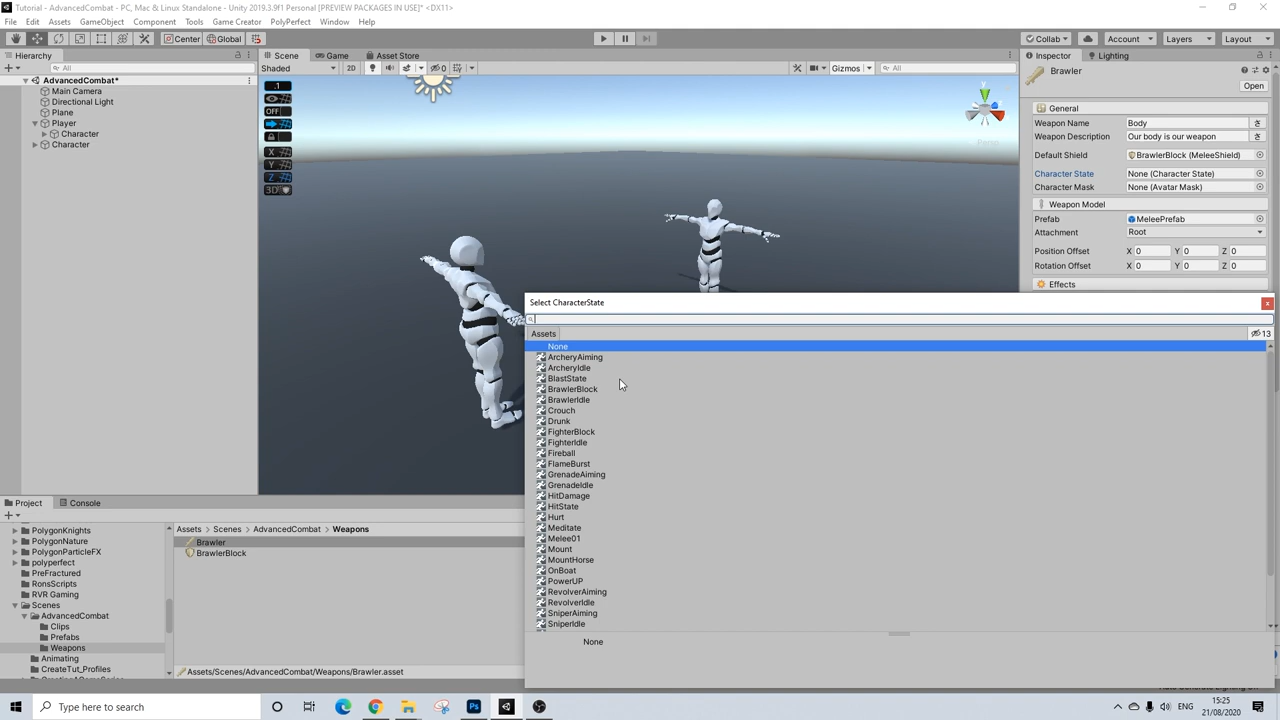 Tutorial - AdvancedCombat - PC, Mac & Linux Standalone - Unity 2019.3.9f1 Personal [PREVIEW PACKAGES IN USE]* <DX11>
File Edit Assets GameObject Component Tools Game Creator PolyPerfect Window Help
Center Global Collab Account Layers Layout
Hierarchy
All
AdvancedCombat*
Main Camera
Directional Light
Plane
Player
Character
Character
Scene Game Asset Store
Shaded 2D 0 Gizmos All
.1
OFF
X
Y
Z
3D
Inspector Lighting
Brawler
Open
General
Weapon Name Body
Weapon Description Our body is our weapon
Default Shield BrawlerBlock (MeleeShield)
Character State None (Character State)
Character Mask None (Avatar Mask)
Weapon Model
Prefab MeleePrefab
Attachment Root
Position Offset X 0 Y 0 Z 0
Rotation Offset X 0 Y 0 Z 0
Effects
Select CharacterState
Assets 13
None
ArcheryAiming
ArcheryIdle
BlastState
BrawlerBlock
BrawlerIdle
Crouch
Drunk
FighterBlock
FighterIdle
Fireball
FlameBurst
GrenadeAiming
GrenadeIdle
HitDamage
HitState
Hurt
Meditate
Melee01
Mount
MountHorse
OnBoat
PowerUP
RevolverAiming
RevolverIdle
SniperAiming
SniperIdle
None
Project Console
PolygonKnights
PolygonNature
PolygonParticleFX
polyperfect
PreFractured
RonsScripts
RVR Gaming
Scenes
AdvancedCombat
Clips
Prefabs
Weapons
Animating
CreateTut_Profiles
Assets > Scenes > AdvancedCombat > Weapons
Brawler
BrawlerBlock
Assets/Scenes/AdvancedCombat/Weapons/Brawler.asset
Type here to search
ENG
15:25
21/08/2020